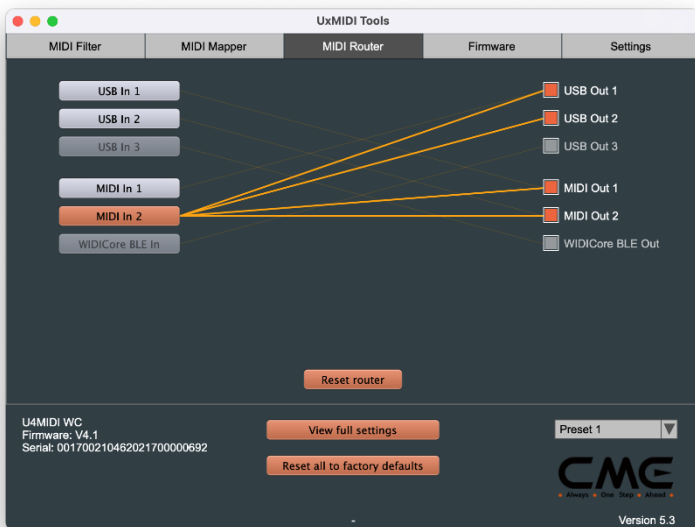 UxMIDI Tools
MIDI Filter MIDI Mapper MIDI Router Firmware Settings
USB In 1 USB Out 1
USB In 2 USB Out 2
USB In 3 USB Out 3
MIDI In 1 MIDI Out 1
MIDI In 2 MIDI Out 2
WIDICore BLE In WIDICore BLE Out
Reset router
U4MIDI WC
Firmware: V4.1
Serial: 001700210462021700000692
View full settings
Reset all to factory defaults
Preset 1
CME
Always One Step Ahead
-
Version 5.3